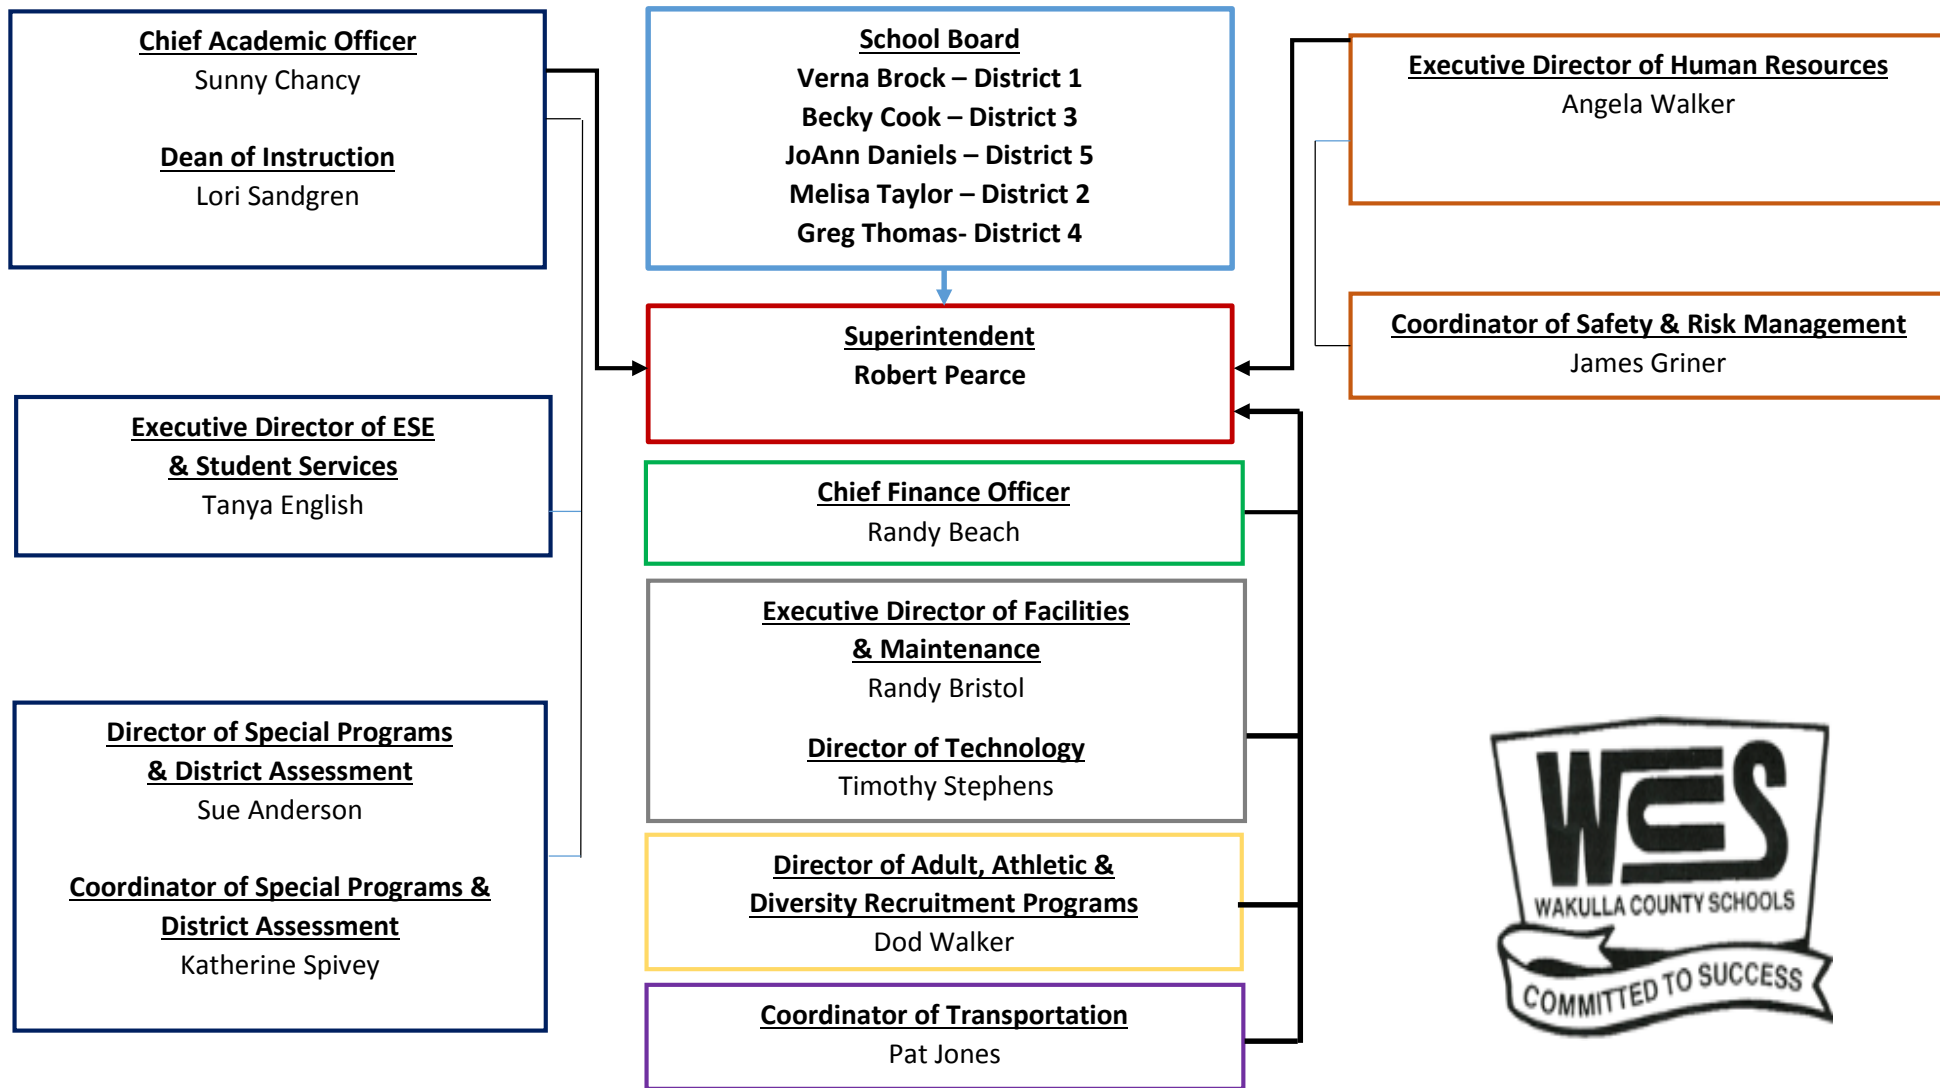 Chief Academic Officer
Sunny Chancy
Dean of Instruction
Lori Sandgren
School Board
Verna Brock – District 1
Becky Cook – District 3
JoAnn Daniels – District 5
Melisa Taylor – District 2
Greg Thomas- District 4
Executive Director of Human Resources
Angela Walker
Superintendent
Robert Pearce
Coordinator of Safety & Risk Management
James Griner
Executive Director of ESE
& Student Services
Tanya English
Chief Finance Officer
Randy Beach
Executive Director of Facilities
& Maintenance
Randy Bristol
Director of Technology
Timothy Stephens
Director of Special Programs
& District Assessment
Sue Anderson
Coordinator of Special Programs &
District Assessment
Katherine Spivey
Director of Adult, Athletic &
Diversity Recruitment Programs
Dod Walker
Coordinator of Transportation
Pat Jones
WCS
WAKULLA COUNTY SCHOOLS
COMMITTED TO SUCCESS